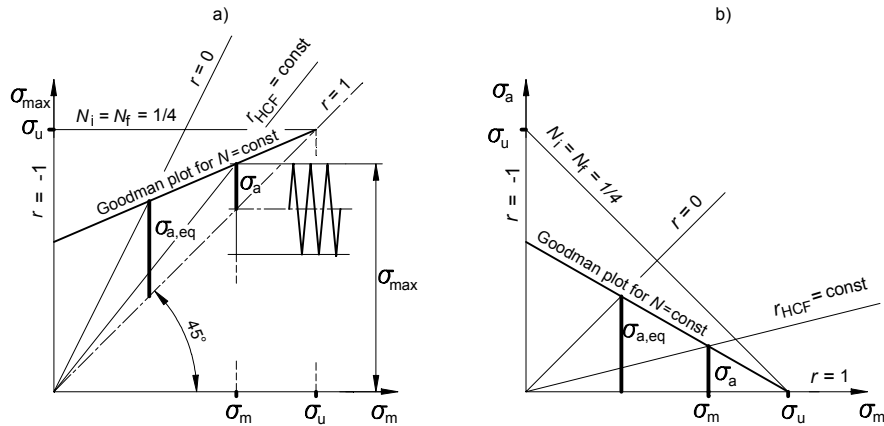 a)
σmax
σu
Ni = Nf = 1/4
r = 0
rHCF = const
r = 1
r = -1
Goodman plot for N=const
σa
σa,eq
σmax
45°
σm
σu
σm
b)
σa
σu
Ni = Nf = 1/4
r = -1
r = 0
Goodman plot for N=const
rHCF = const
σa,eq
σa
r = 1
σm
σu
σm